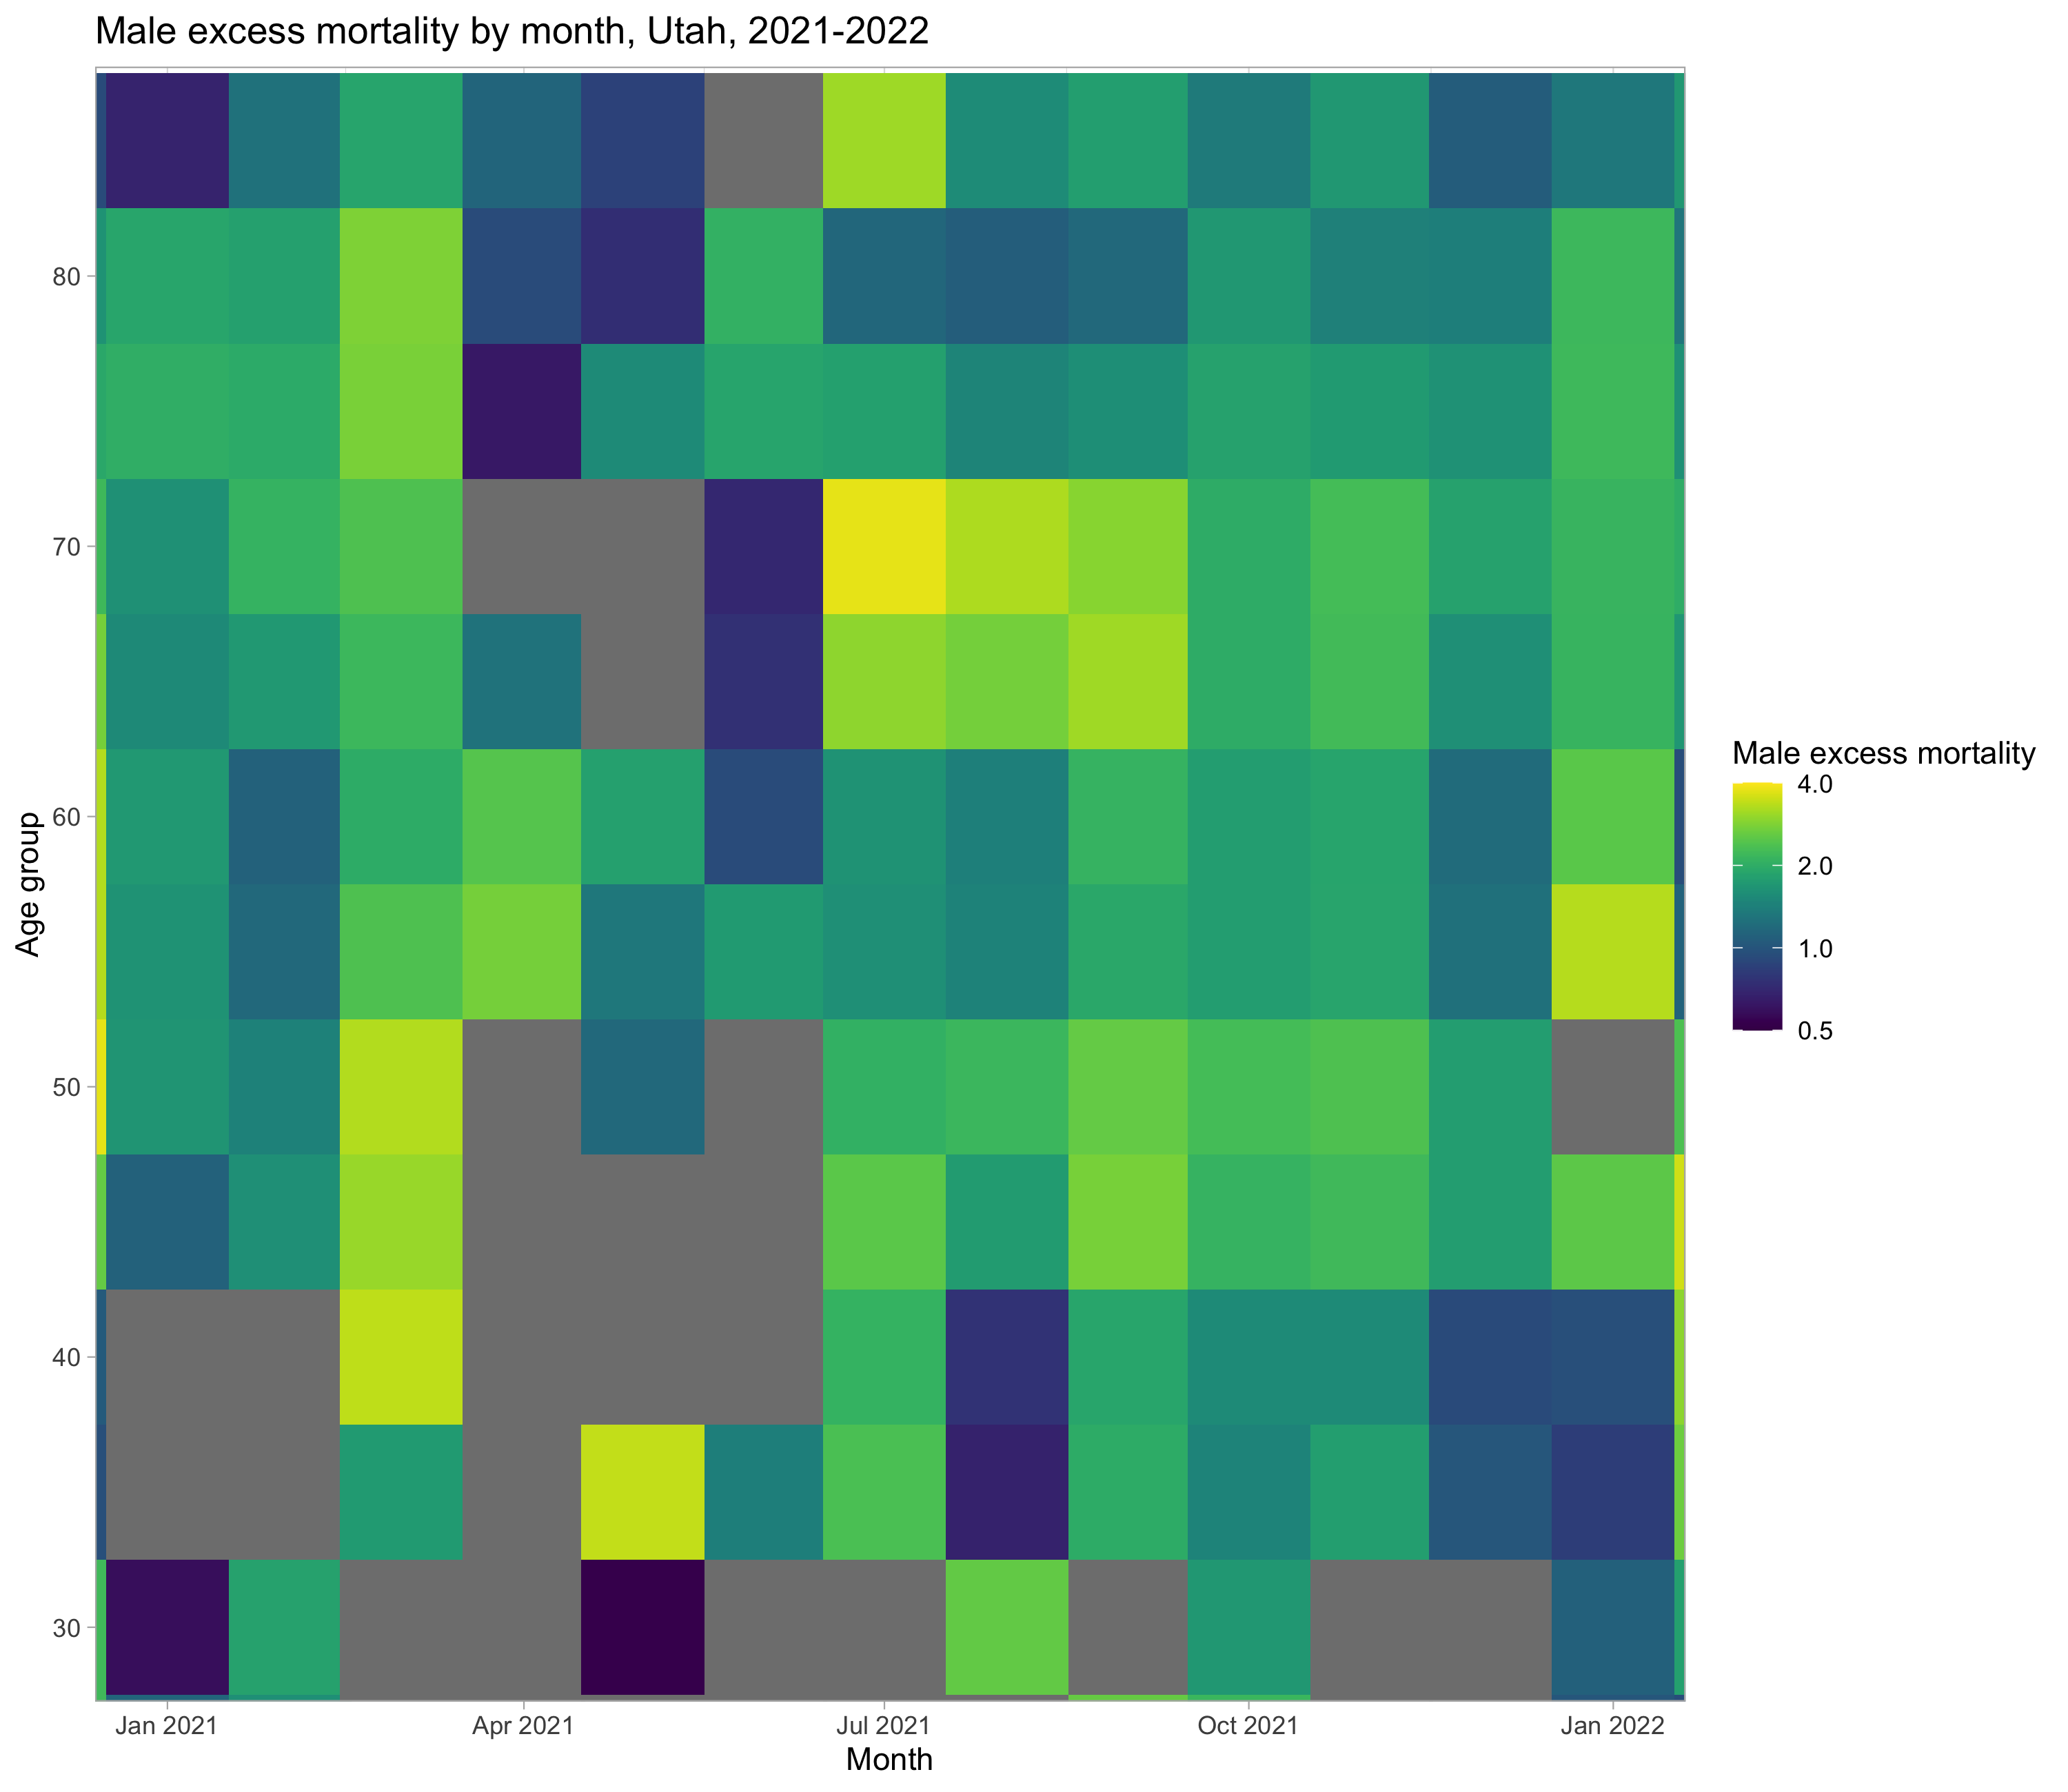 Male excess mortality by month, Utah, 2021-2022
80
70
60
50
40
30
Age group
Jan 2021
Apr 2021
Jul 2021
Oct 2021
Jan 2022
Month
Male excess mortality
4.0
2.0
1.0
0.5